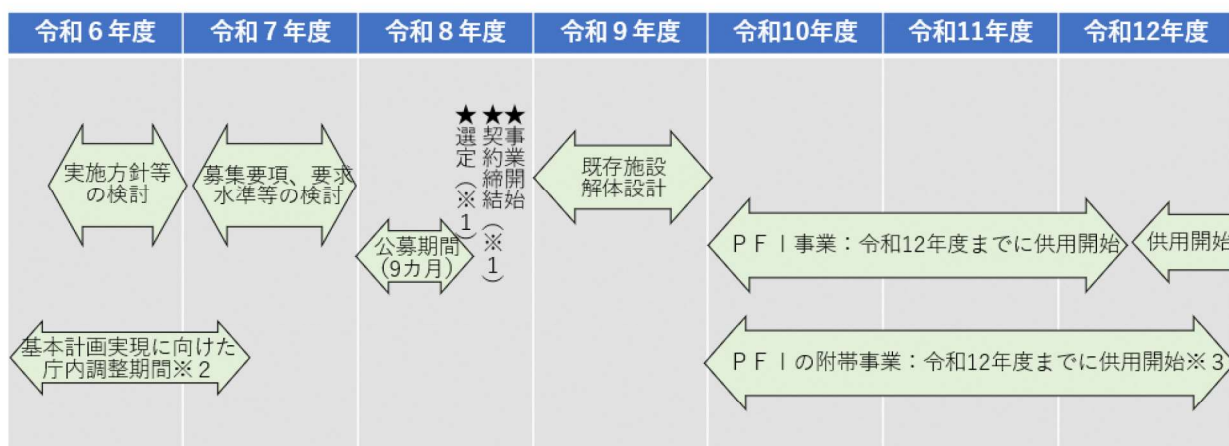 令和６年度
令和７年度
令和８年度
令和９年度
令和10年度
令和11年度
令和12年度
実施方針等
の検討
募集要項、要求
水準等の検討
公募期間
(9カ月)
★選定（※1）
★契約締結（※1）
★事業開始
既存施設
解体設計
ＰＦＩ事業：令和12年度までに供用開始
供用開始
基本計画実現に向けた
庁内調整期間※２
ＰＦＩの附帯事業：令和12年度までに供用開始※３